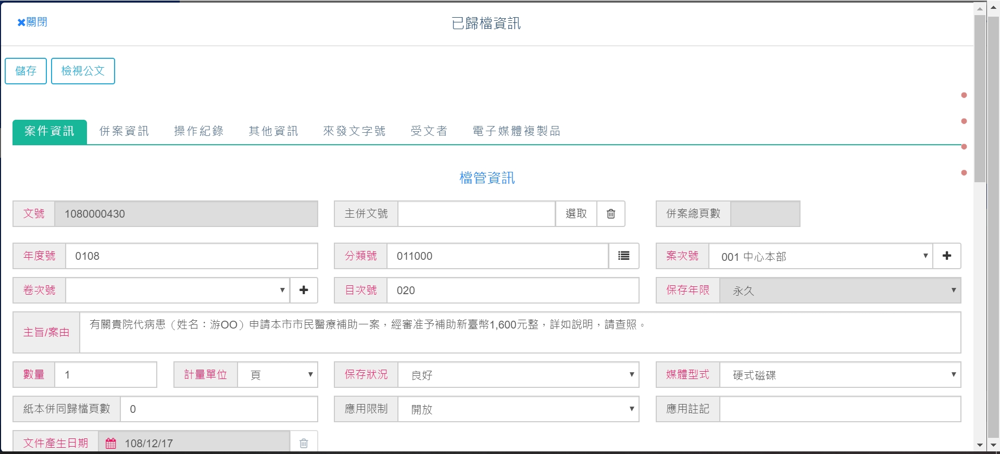 關閉
已歸檔資訊
儲存 檢視公文
案件資訊 併案資訊 操作紀錄 其他資訊 來發文字號 受文者 電子媒體複製品
檔管資訊
文號 1080000430 主併文號 選取 併案總頁數
年度號 0108 分類號 011000 案次號 001 中心本部
卷次號 目次號 020 保存年限 永久
主旨/案由 有關貴院代病患（姓名：游OO）申請本市市民醫療補助一案，經審准予補助新臺幣1,600元整，詳如說明，請查照。
數量 1 計量單位 頁 保存狀況 良好 媒體型式 硬式磁碟
紙本併同歸檔頁數 0 應用限制 開放 應用註記
文件產生日期 108/12/17